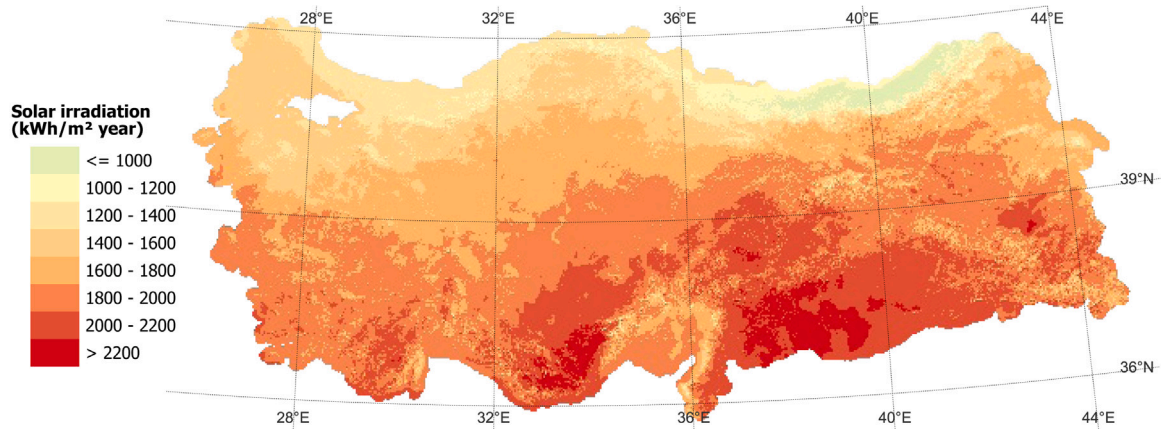 28°E
32°E
36°E
40°E
44°E
Solar irradiation
(kWh/m² year)
<= 1000
1000 - 1200
1200 - 1400
1400 - 1600
1600 - 1800
1800 - 2000
2000 - 2200
> 2200
39°N
36°N
28°E
32°E
36°E
40°E
44°E